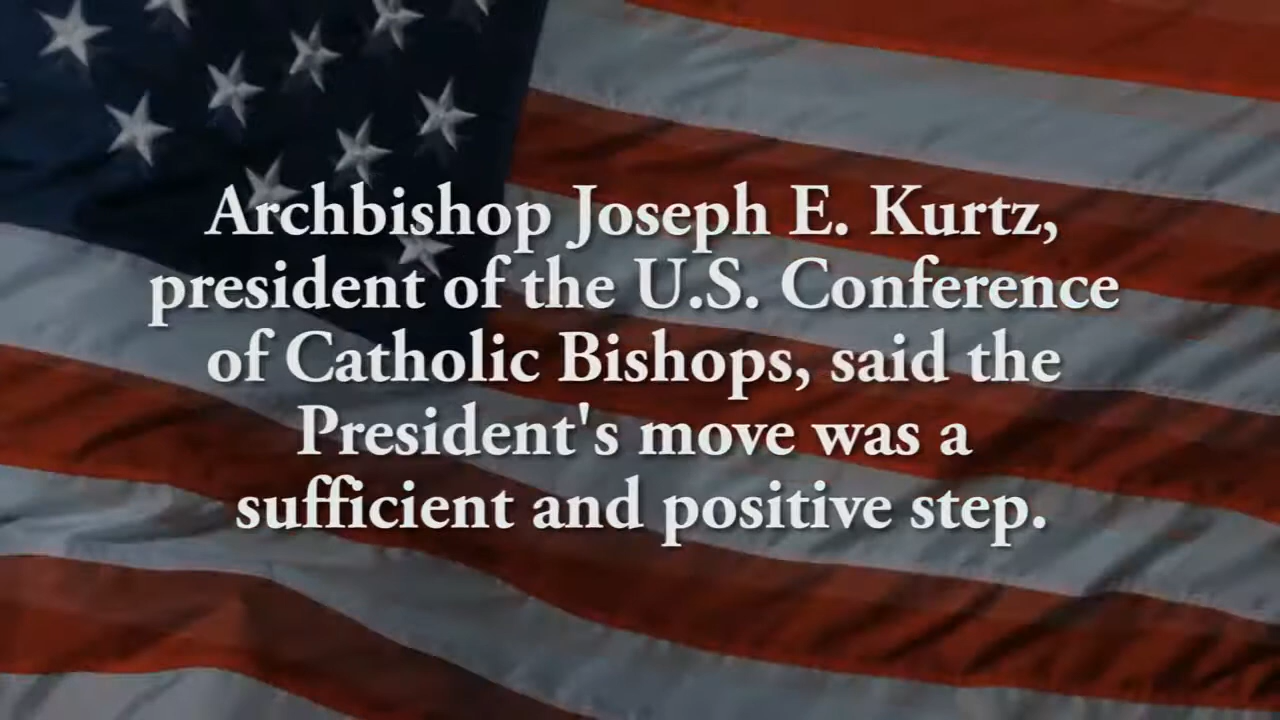 Archbishop Joseph E. Kurtz,
president of the U.S. Conference
of Catholic Bishops, said the
President's move was a
sufficient and positive step.